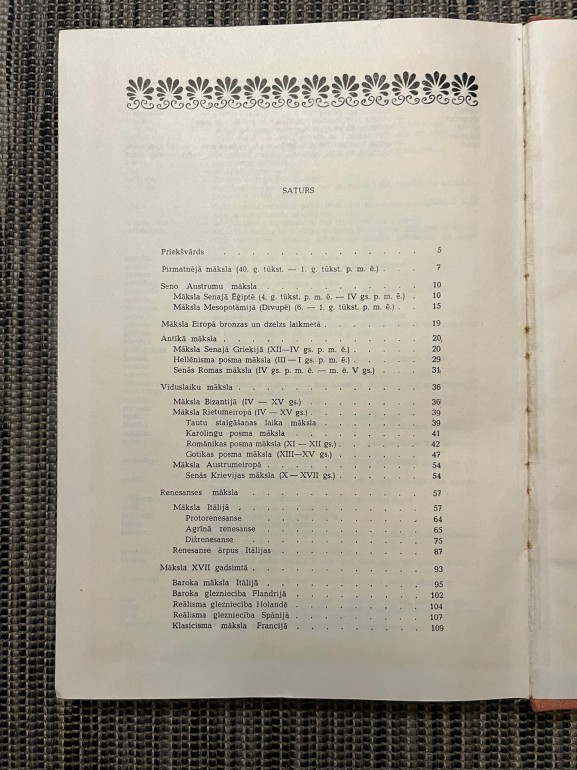 SATURS
Priekšvārds . . . . . . . . . . . . . 5
Pirmatnējā māksla (40. g. tūkst. — 1. g. tūkst. p. m. ē.) . . . 7
Seno Austrumu māksla . . . . . . . . . . . 10
Māksla Senajā Ēģiptē (4. g. tūkst. p. m. ē. — IV gs. p. m. ē.) . 10
Māksla Mesopotāmijā (Divupē) (6. — 1. g. tūkst. p. m. ē.) . . 15
Māksla Eiropā bronzas un dzelzs laikmetā . . . . . . 19
Antīkā māksla . . . . . . . . . . . . 20
Māksla Senajā Grieķijā (XII—IV gs. p. m. ē.) . . . . 20
Hellēnisma posma māksla (III — I gs. p. m. ē.) . . . . 29
Senās Romas māksla (IV gs. p. m. ē. — m. ē. V gs.) . . . 31
Viduslaiku māksla . . . . . . . . . . . 36
Māksla Bizantijā (IV — XV gs.) . . . . . . . . 36
Māksla Rietumeiropā (IV — XV gs.) . . . . . . . 39
Tautu staigāšanas laika māksla . . . . . . . 39
Karolingu posma māksla . . . . . . . . 41
Romānikas posma māksla (XI — XII gs.) . . . . . 42
Gotikas posma māksla (XIII—XV gs.) . . . . . . 47
Māksla Austrumeiropā . . . . . . . . . . 54
Senās Krievijas māksla (X — XVII gs.) . . . . . 54
Renesanses māksla . . . . . . . . . . . 57
Māksla Itālijā . . . . . . . . . . . . 57
Protorenesanse . . . . . . . . . . . 64
Agrīnā renesanse . . . . . . . . . . 65
Dižrenesanse . . . . . . . . . . . 75
Renesanse ārpus Itālijas . . . . . . . . . 87
Māksla XVII gadsimtā . . . . . . . . . . 93
Baroka māksla Itālijā . . . . . . . . . . 95
Baroka glezniecība Flandrijā . . . . . . . . 102
Reālisma glezniecība Holandē . . . . . . . . 104
Reālisma glezniecība Spānijā . . . . . . . . 107
Klasicisma māksla Francijā . . . . . . . . . 109